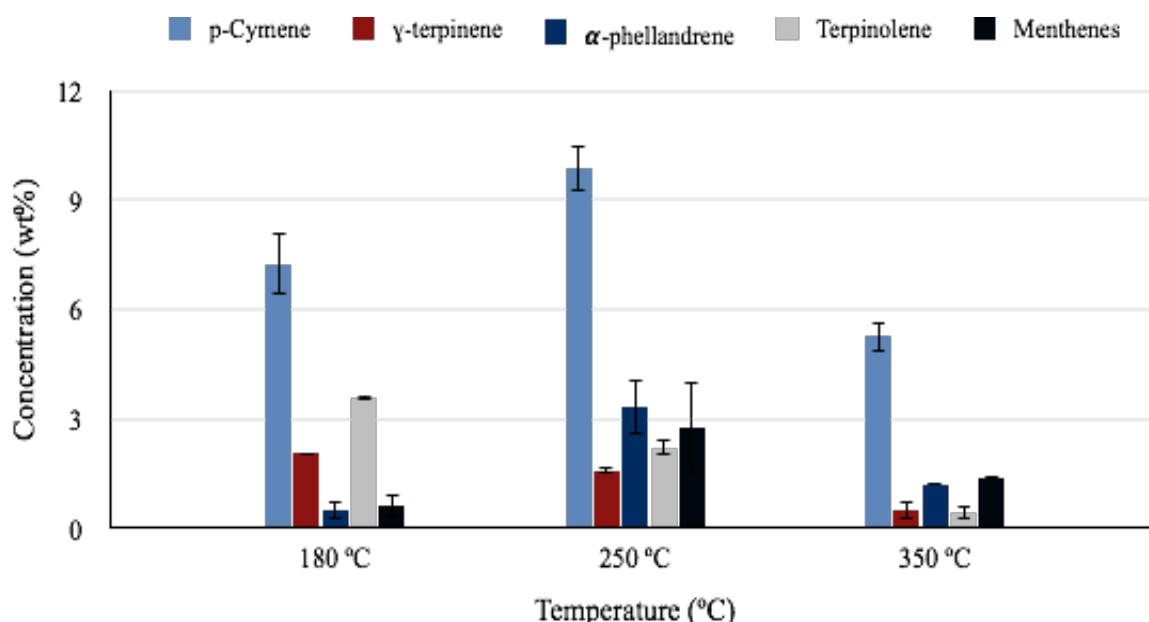 p-Cymene γ-terpinene α-phellandrene Terpinolene Menthenes
12
9
6
3
0
Concentration (wt%)
180 ºC 250 ºC 350 ºC
Temperature (ºC)